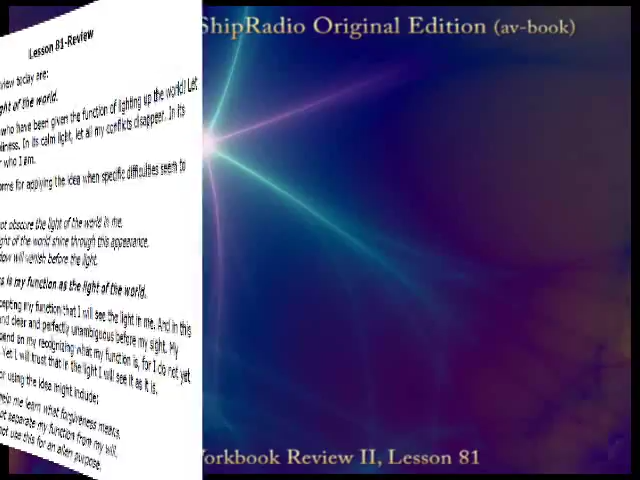 ShipRadio Original Edition (av-book)
Lesson 81-Review
view today are:
ght of the world.
who have been given the function of lighting up the world! Let
liness. In its calm light, let all my conflicts disappear. In its
who I am.
orms for applying the idea when specific difficulties seem to
ot obscure the light of the world in me.
ght of the world shine through this appearance.
dow will vanish before the light.
s is my function as the light of the world.
cepting my function that I will see the light in me. And in this
nd clear and perfectly unambiguous before my sight. My
pend on my recognizing what my function is, for I do not yet
Yet I will trust that in the light I will see it as it is.
or using the idea might include:
help me learn what forgiveness means.
ot separate my function from my will.
not use this for an alien purpose.
Workbook Review II, Lesson 81